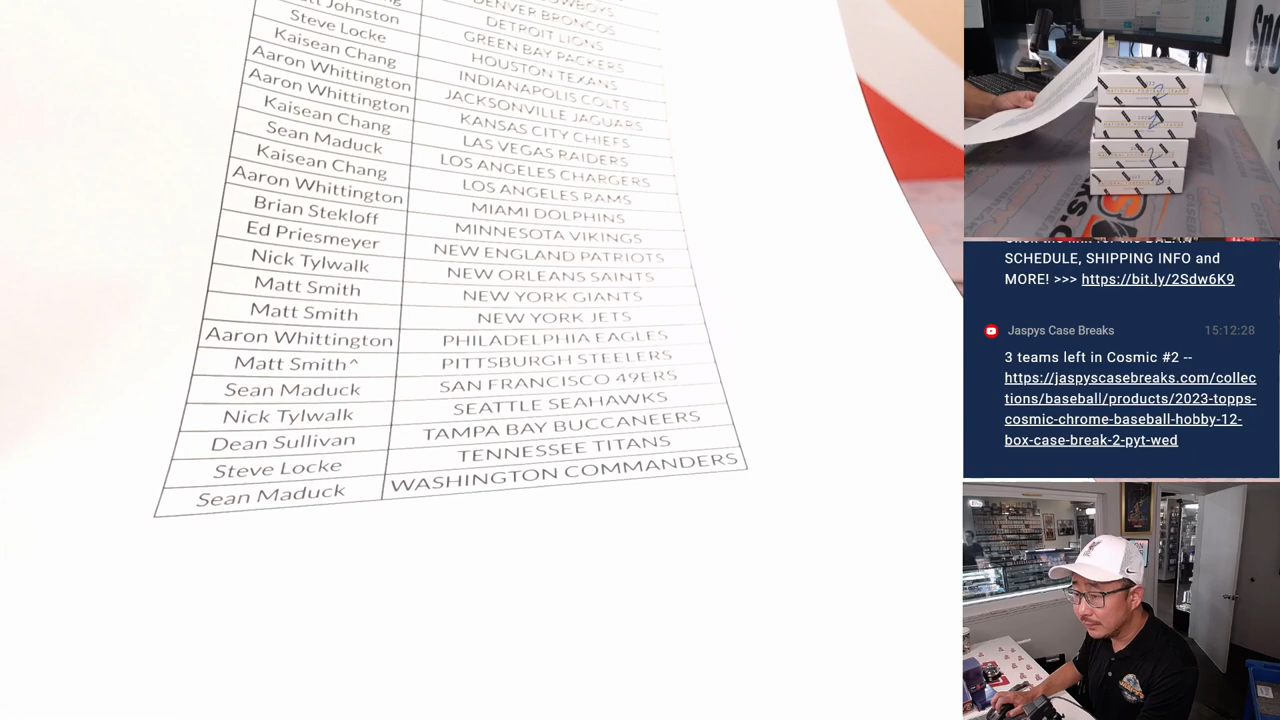 DENVER BRONCOS
DETROIT LIONS
Johnston GREEN BAY PACKERS
Steve Locke HOUSTON TEXANS
Kaisean Chang INDIANAPOLIS COLTS
Aaron Whittington JACKSONVILLE JAGUARS
Aaron Whittington KANSAS CITY CHIEFS
Kaisean Chang LAS VEGAS RAIDERS
Sean Maduck LOS ANGELES CHARGERS
Kaisean Chang LOS ANGELES RAMS
Aaron Whittington MIAMI DOLPHINS
Brian Stekloff MINNESOTA VIKINGS
Ed Priesmeyer NEW ENGLAND PATRIOTS
Nick Tylwalk NEW ORLEANS SAINTS
Matt Smith NEW YORK GIANTS
Matt Smith NEW YORK JETS
Aaron Whittington PHILADELPHIA EAGLES
Matt Smith^ PITTSBURGH STEELERS
Sean Maduck SAN FRANCISCO 49ERS
Nick Tylwalk SEATTLE SEAHAWKS
Dean Sullivan TAMPA BAY BUCCANEERS
Steve Locke TENNESSEE TITANS
Sean Maduck WASHINGTON COMMANDERS
SCHEDULE, SHIPPING INFO and
MORE! >>> https://bit.ly/2Sdw6K9
Jaspys Case Breaks 15:12:28
3 teams left in Cosmic #2 --
https://jaspyscasebreaks.com/collec
tions/baseball/products/2023-topps-
cosmic-chrome-baseball-hobby-12-
box-case-break-2-pyt-wed